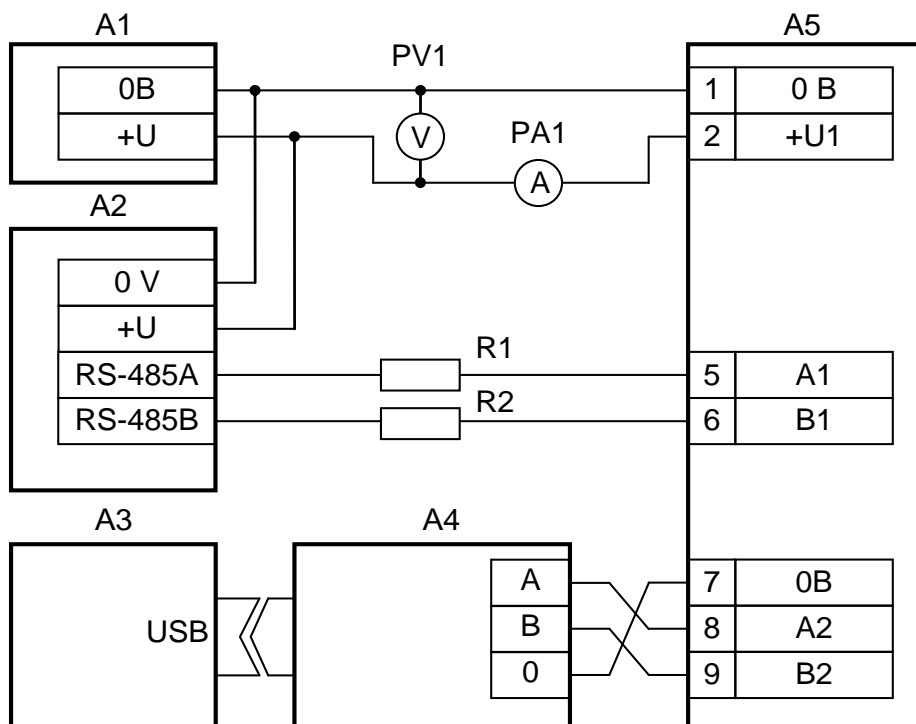 A1
A5
PV1
0В
1
0 В
+U
V
PA1
2
+U1
A
A2
0 V
+U
RS-485A
R1
5
A1
RS-485B
R2
6
B1
A3
A4
A
7
0В
USB
B
8
A2
0
9
B2